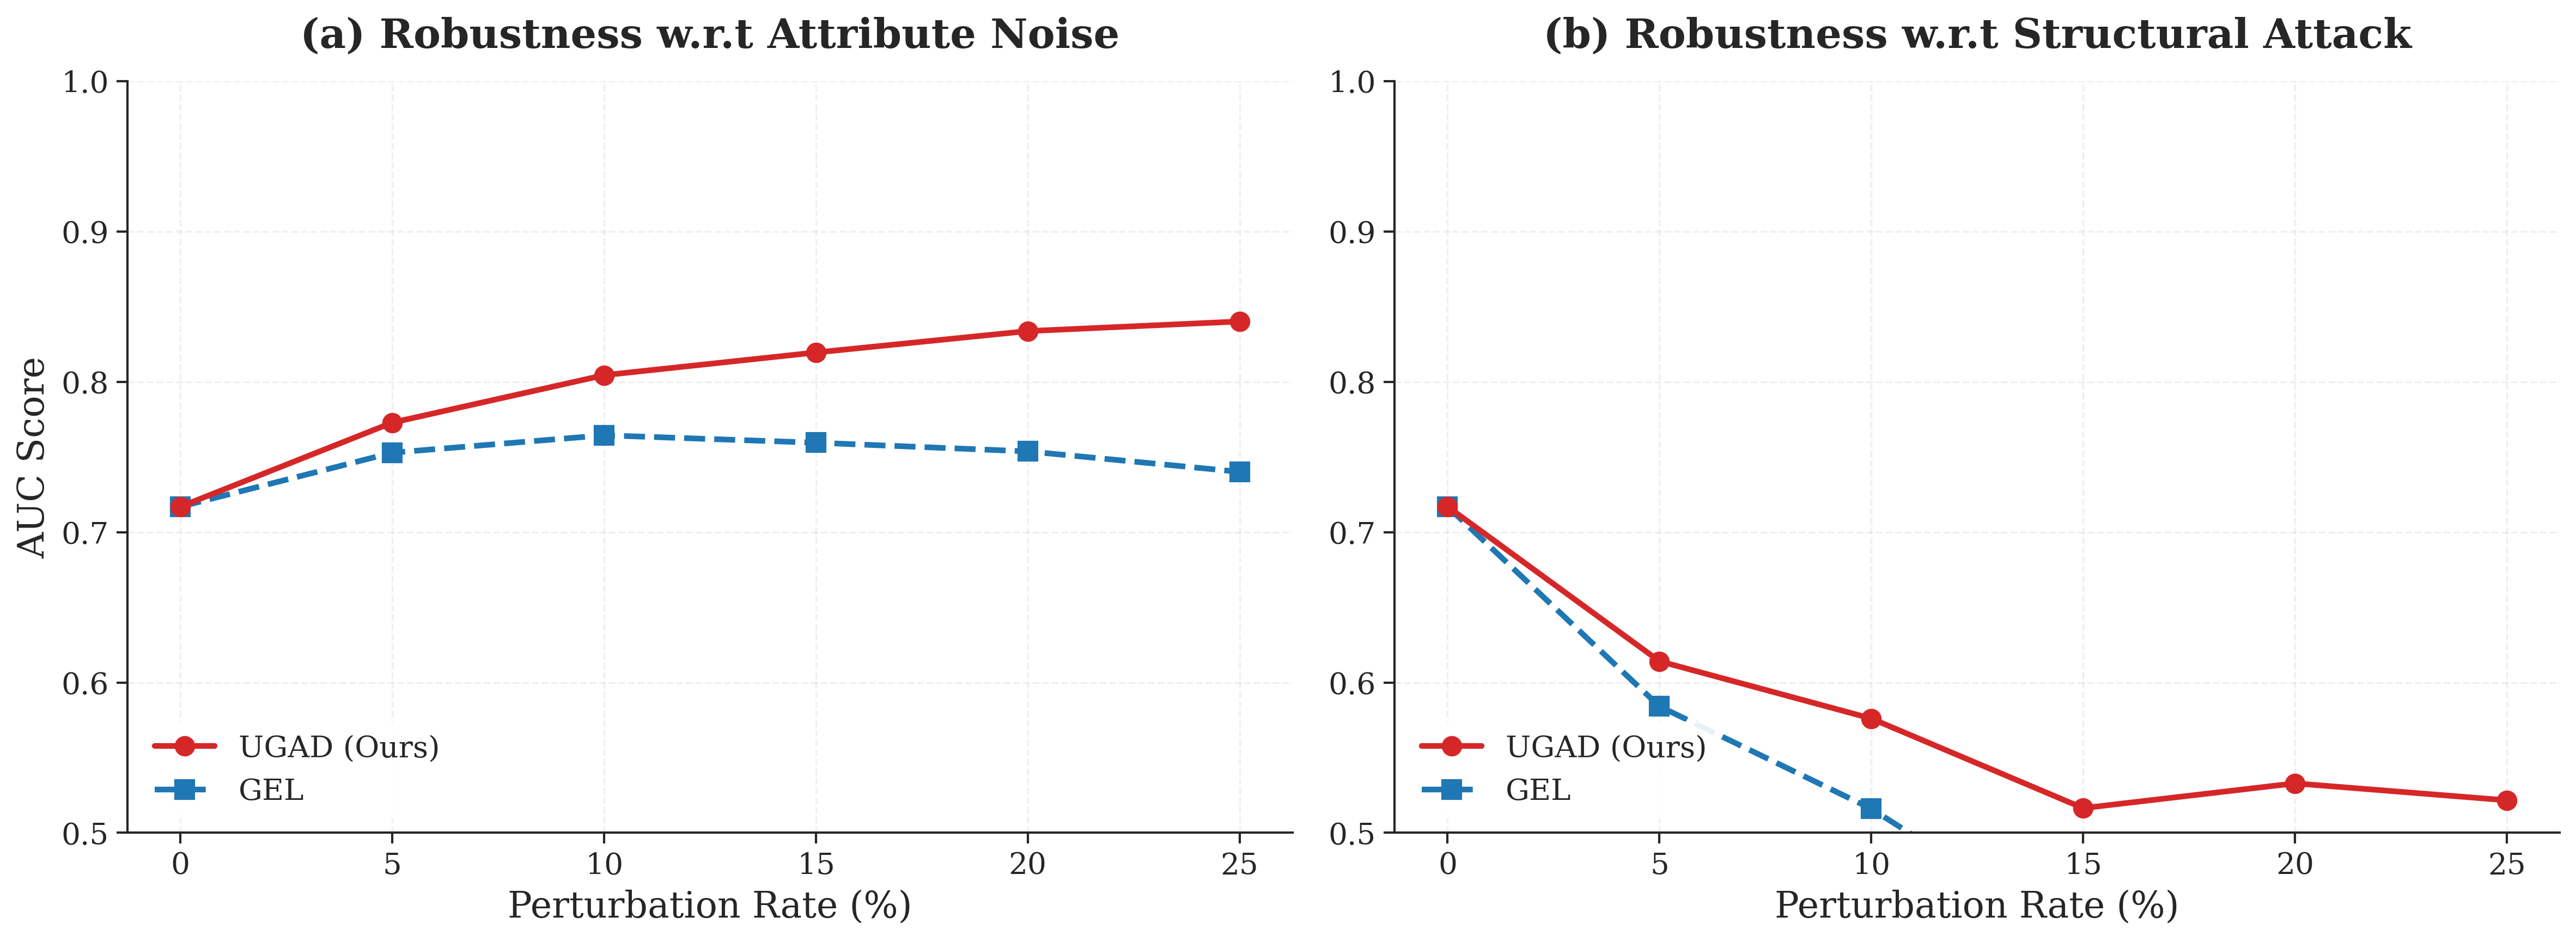 (a) Robustness w.r.t Attribute Noise
1.0
0.9
0.8
0.7
0.6
0.5
AUC Score
UGAD (Ours)
GEL
0 5 10 15 20 25
Perturbation Rate (%)
(b) Robustness w.r.t Structural Attack
1.0
0.9
0.8
0.7
0.6
0.5
UGAD (Ours)
GEL
0 5 10 15 20 25
Perturbation Rate (%)